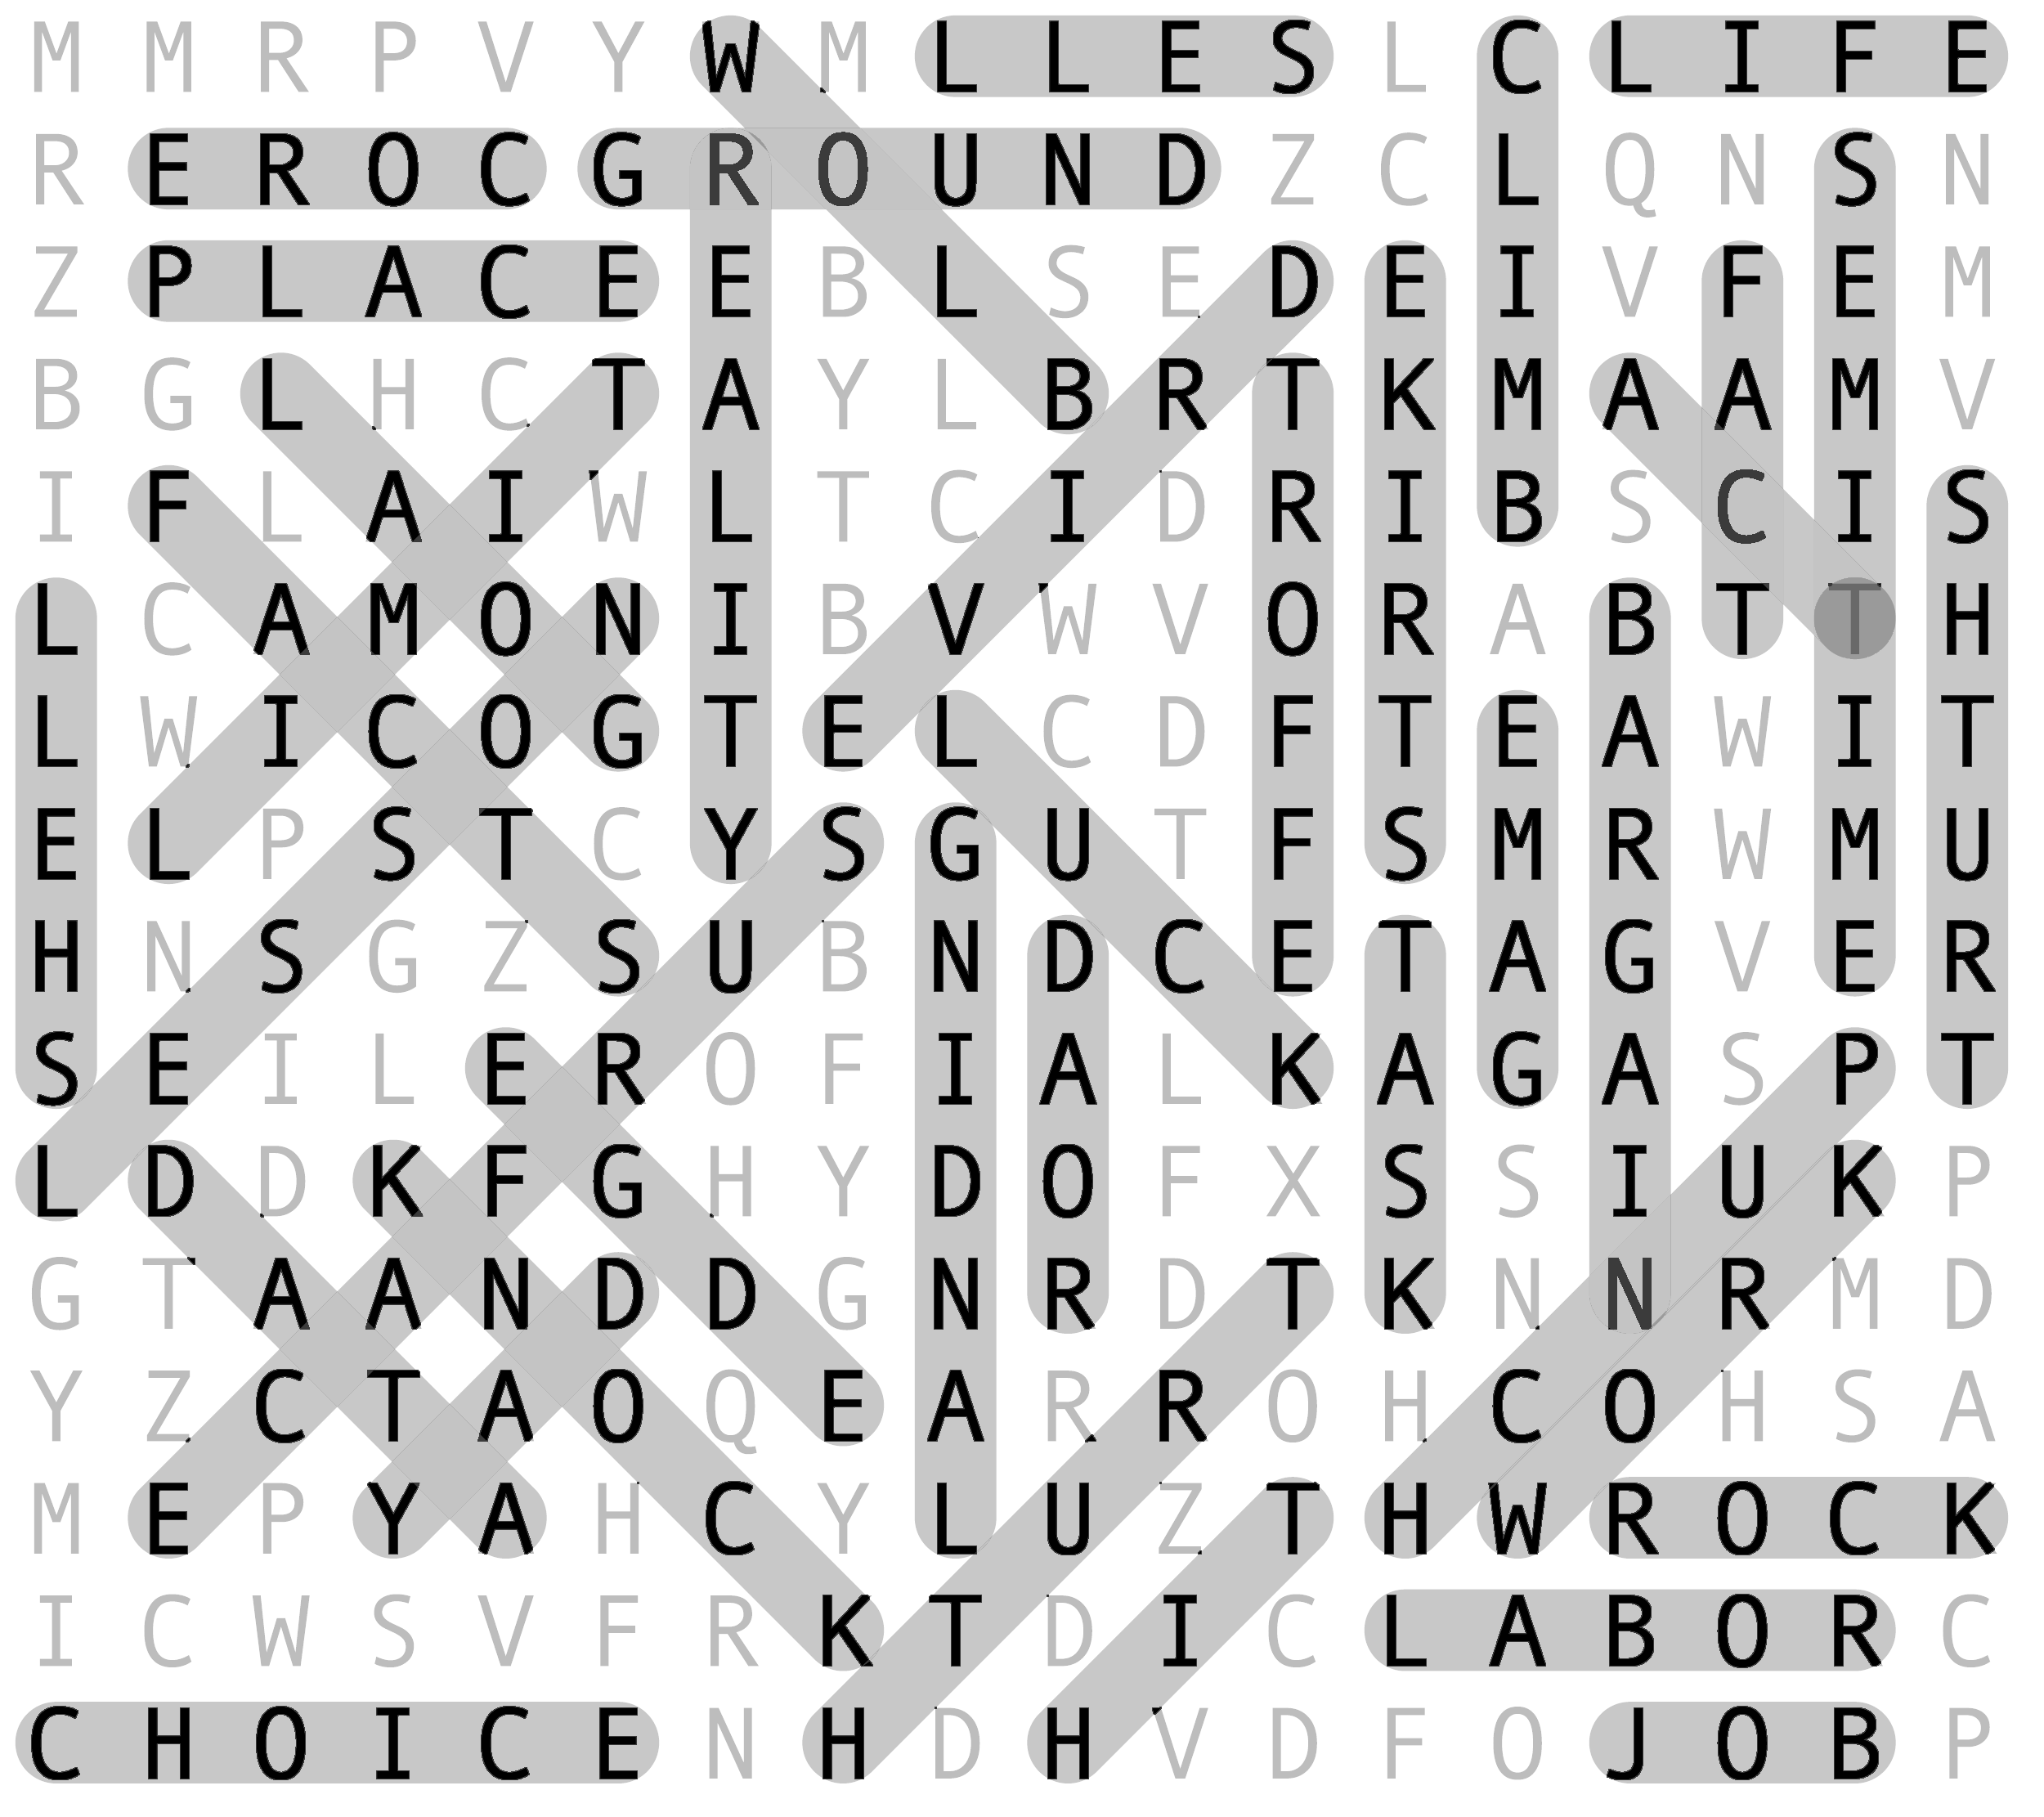 M M R P V Y W M L L E S L C L I F E
R E R O C G R O U N D Z C L Q N S N
Z P L A C E E B L S E D E I V F E M
B G L H C T A Y L B R T K M A A M V
I F L A I W L T C I D R I B S C I S
L C A M O N I B V W V O R A B T T H
L W I C O G T E L C D F T E A W I T
E L P S T C Y S G U T F S M R W M U
H N S G Z S U B N D C E T A G V E R
S E I L E R O F I A L K A G A S P T
L D D K F G H Y D O F X S S I U K P
G T A A N D D G N R D T K N N R M D
Y Z C T A O Q E A R R O H C O H S A
M E P Y A H C Y L U Z T H W R O C K
I C W S V F R K T D I C L A B O R C
C H O I C E N H D H V D F O J O B P